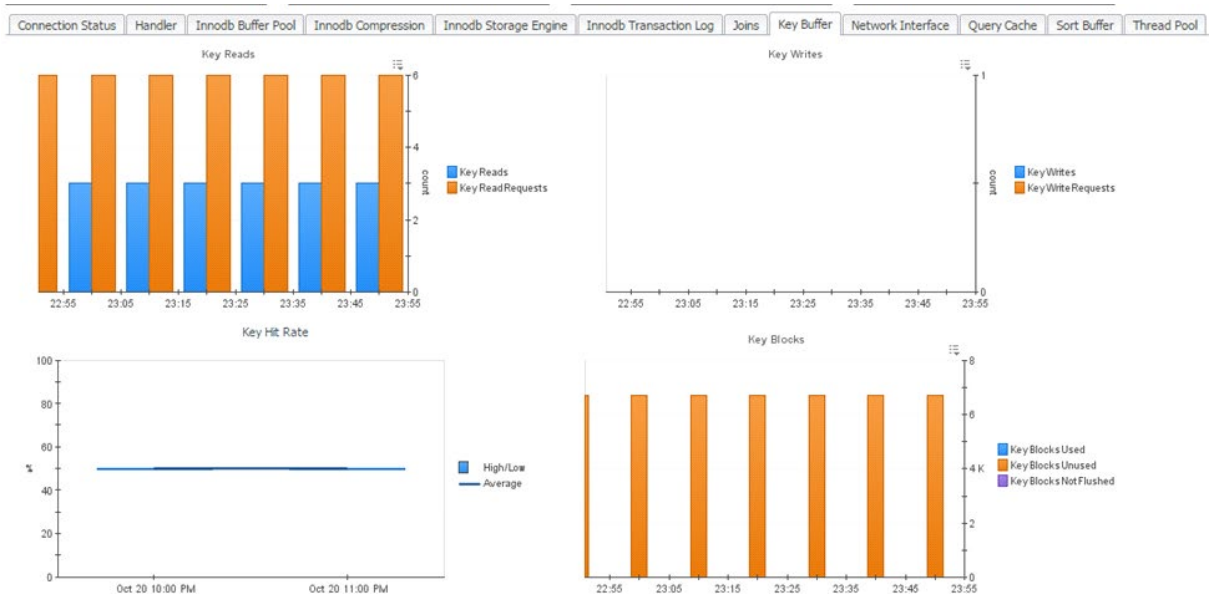 Connection Status Handler Innodb Buffer Pool Innodb Compression Innodb Storage Engine Innodb Transaction Log Joins Key Buffer Network Interface Query Cache Sort Buffer Thread Pool
Key Reads
6
4
2
0
count
22:55 23:05 23:15 23:25 23:35 23:45 23:55
Key Reads
Key Read Requests
Key Writes
1
0
count
22:55 23:05 23:15 23:25 23:35 23:45 23:55
Key Writes
Key Write Requests
Key Hit Rate
100
80
60
40
20
0
%
Oct 20 10:00 PM Oct 20 11:00 PM
High/Low
Average
Key Blocks
8
6
4 K
2
0
22:55 23:05 23:15 23:25 23:35 23:45 23:55
Key Blocks Used
Key Blocks Unused
Key Blocks Not Flushed